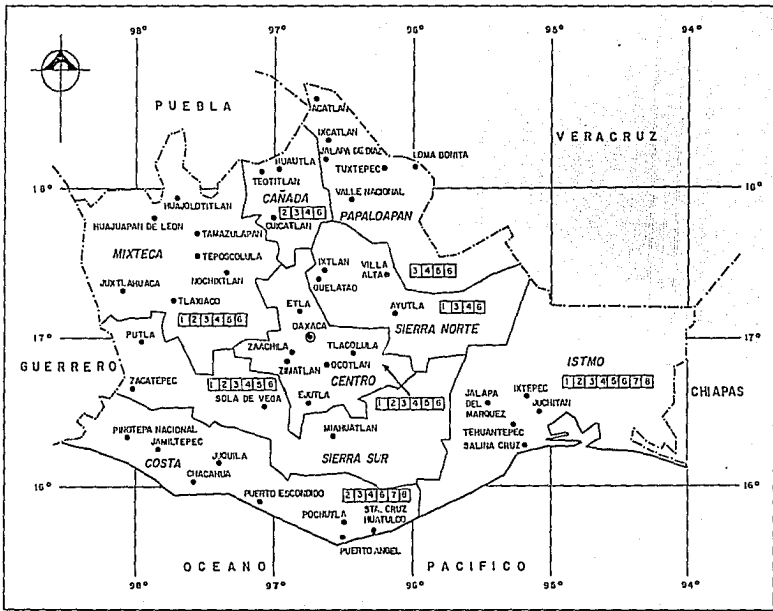 98° 97° 96 95° 94°
PUEBLA
VERACRUZ
ACATLAN
IXCATLAN
JALAPA DE DIAZ
LOMA BONITA
TUXTEPEC
HUAUTLA
TEOTITLAN
18° 18°
CAÑADA
VALLE NACIONAL
2 3 4 6
PAPALOAPAN
CUICATLAN
HUAJOLOTITLAN
HUAJUAPAN DE LEON
TAMAZULAPAN
MIXTECA
TEPOSCOLULA
NOCHIXTLAN
IXTLAN
VILLA ALTA
3 4 5 6
QUELATAO
JUXTLAHUACA
TLAXIACO
ETLA
AYUTLA
1 3 4 6
1 2 3 4 5 6
OAXACA
SIERRA NORTE
17° 17°
PUTLA
ZAACHILA
TLACOLULA
ISTMO
GUERRERO
ZIMATLAN
OCOTLAN
1 2 3 4 5 6 7 8
CHIAPAS
ZACATEPEC
1 2 3 4 5 6
CENTRO
SOLA DE VEGA
EJUTLA
1 2 3 4 5 6
JALAPA DEL MARQUEZ
IXTEPEC
JUCHITAN
TEHUANTEPEC
SALINA CRUZ
PINOTEPA NACIONAL
MIAHUATLAN
JAMILTEPEC
COSTA
JUQUILA
SIERRA SUR
CHACAHUA
16° 16°
PUERTO ESCONDIDO
2 3 4 6 7 8
POCHUTLA
STA. CRUZ HUATULCO
PUERTO ANGEL
OCEANO PACIFICO
98° 97° 96 95° 94°